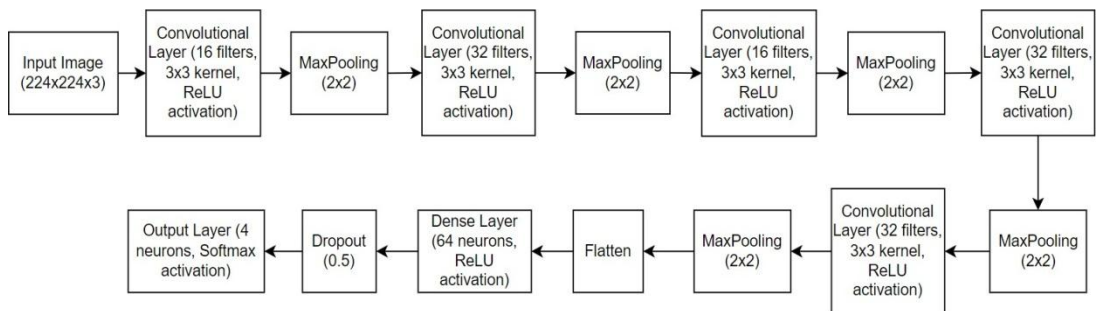 Input Image
(224x224x3)
Convolutional
Layer (16 filters,
3x3 kernel,
ReLU
activation)
MaxPooling
(2x2)
Convolutional
Layer (32 filters,
3x3 kernel,
ReLU
activation)
MaxPooling
(2x2)
Convolutional
Layer (16 filters,
3x3 kernel,
ReLU
activation)
MaxPooling
(2x2)
Convolutional
Layer (32 filters,
3x3 kernel,
ReLU
activation)
MaxPooling
(2x2)
Convolutional
Layer (32 filters,
3x3 kernel,
ReLU
activation)
MaxPooling
(2x2)
Flatten
Dense Layer
(64 neurons,
ReLU
activation)
Dropout
(0.5)
Output Layer (4
neurons, Softmax
activation)